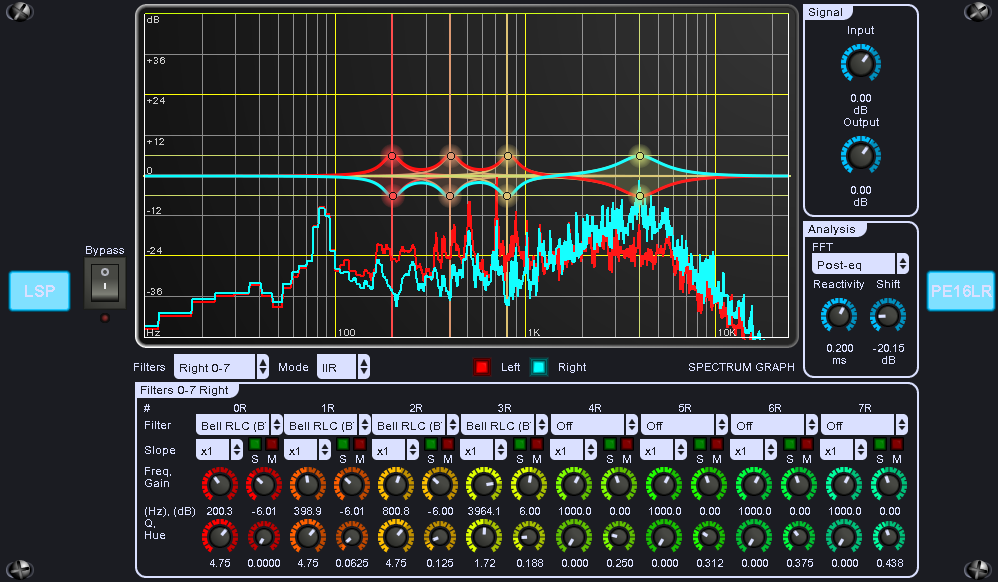 Signal
dB
Input
+36
+24
0.00
dB
Output
+12
0
0.00
dB
-12
Analysis
-24
FFT
Bypass
Post-eq
LSP
-36
Reactivity Shift
PE16LR
Hz 100 1K 10K
0.200 -20.15
ms dB
Filters Right 0-7 Mode IIR Left Right SPECTRUM GRAPH
Filters 0-7 Right
# 0R 1R 2R 3R 4R 5R 6R 7R
Filter Bell RLC (B Bell RLC (B Bell RLC (B Bell RLC (B Off Off Off Off
Slope x1 S M x1 S M x1 S M x1 S M x1 S M x1 S M x1 S M x1 S M
Freq,
Gain
(Hz), (dB) 200.3 -6.01 398.9 -6.01 800.8 -6.00 3964.1 6.00 1000.0 0.00 1000.0 0.00 1000.0 0.00 1000.0 0.00
Q,
Hue
4.75 0.0000 4.75 0.0625 4.75 0.125 1.72 0.188 0.000 0.250 0.000 0.312 0.000 0.375 0.000 0.438